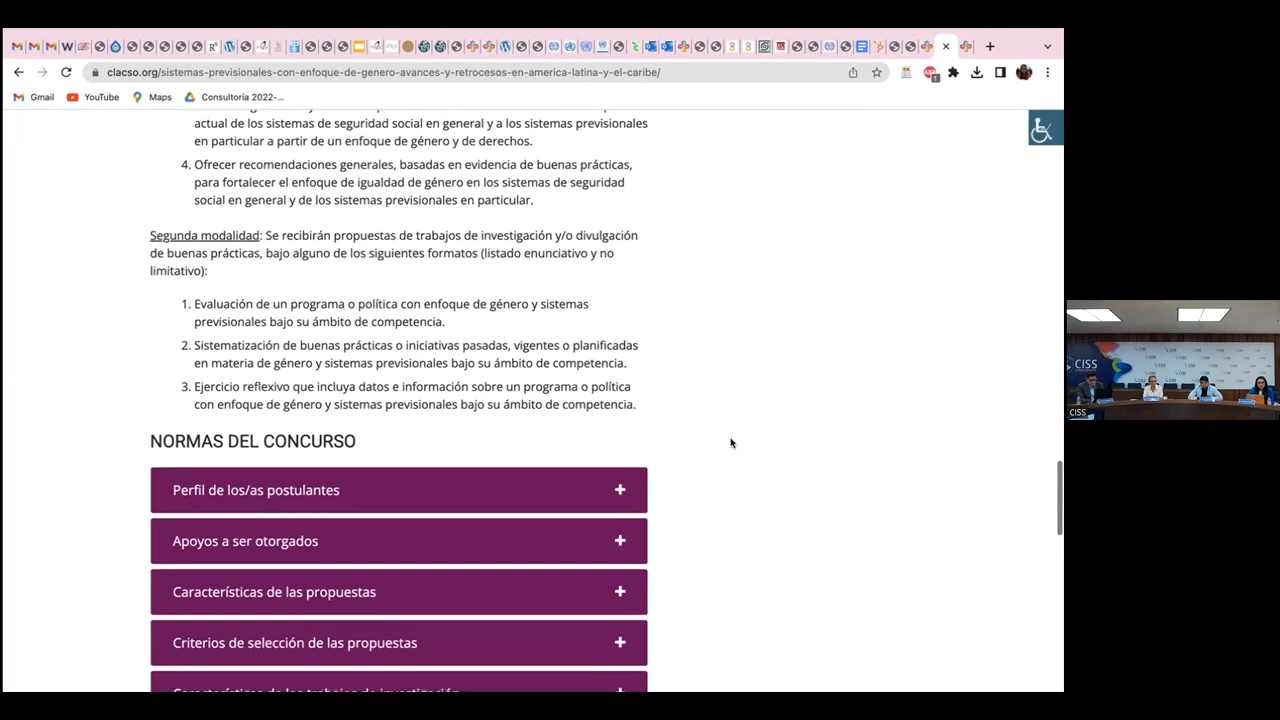 clacso.org/sistemas-previsionales-con-enfoque-de-genero-avances-y-retrocesos-en-america-latina-y-el-caribe/
Gmail
YouTube
Maps
Consultoría 2022-...
actual de los sistemas de seguridad social en general y a los sistemas previsionales
en particular a partir de un enfoque de género y de derechos.
4. Ofrecer recomendaciones generales, basadas en evidencia de buenas prácticas,
para fortalecer el enfoque de igualdad de género en los sistemas de seguridad
social en general y de los sistemas previsionales en particular.
Segunda modalidad: Se recibirán propuestas de trabajos de investigación y/o divulgación
de buenas prácticas, bajo alguno de los siguientes formatos (listado enunciativo y no
limitativo):
1. Evaluación de un programa o política con enfoque de género y sistemas
previsionales bajo su ámbito de competencia.
2. Sistematización de buenas prácticas o iniciativas pasadas, vigentes o planificadas
en materia de género y sistemas previsionales bajo su ámbito de competencia.
3. Ejercicio reflexivo que incluya datos e información sobre un programa o política
con enfoque de género y sistemas previsionales bajo su ámbito de competencia.
NORMAS DEL CONCURSO
Perfil de los/as postulantes +
Apoyos a ser otorgados +
Características de las propuestas +
Criterios de selección de las propuestas +
Características de los trabajos de investigación
CISS
CISS